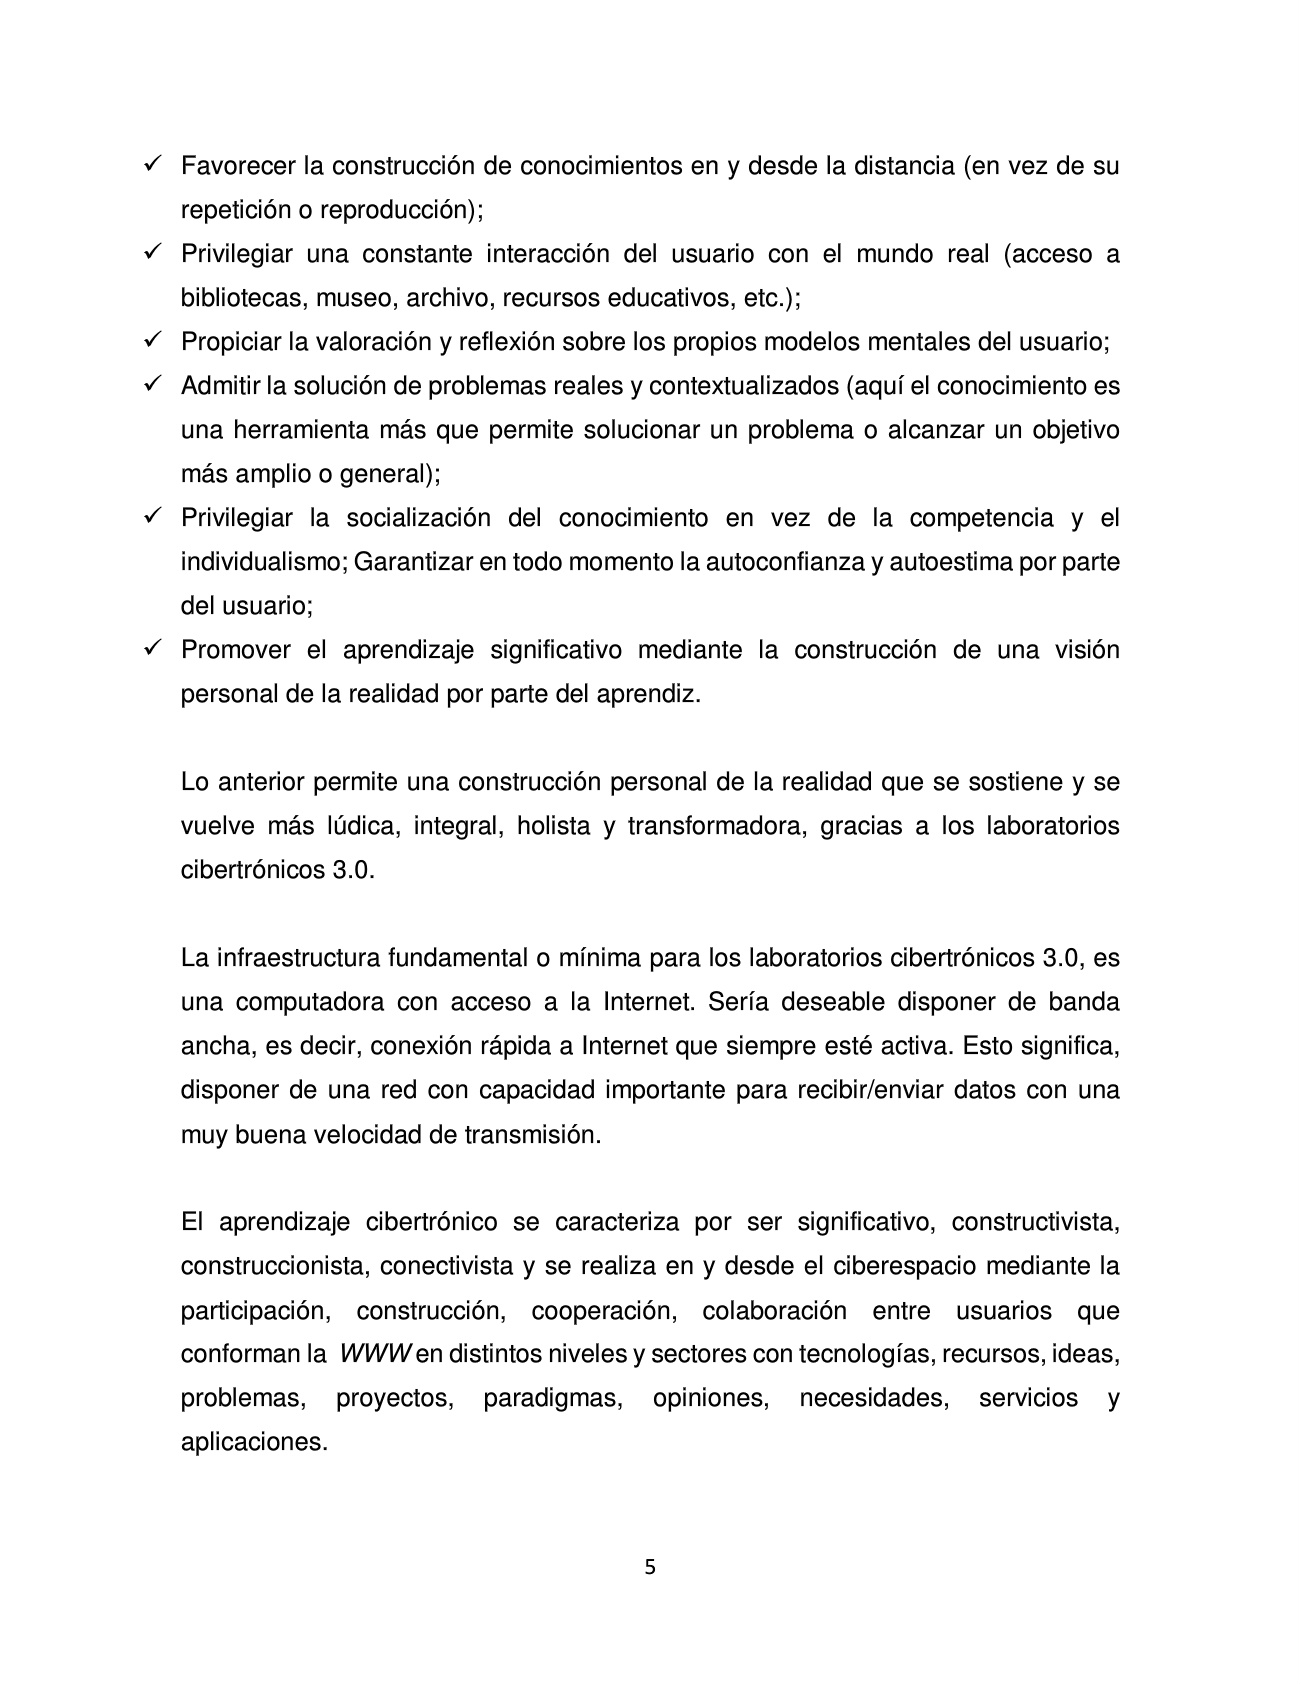 ✓ Favorecer la construcción de conocimientos en y desde la distancia (en vez de su
repetición o reproducción);
✓ Privilegiar una constante interacción del usuario con el mundo real (acceso a
bibliotecas, museo, archivo, recursos educativos, etc.);
✓ Propiciar la valoración y reflexión sobre los propios modelos mentales del usuario;
✓ Admitir la solución de problemas reales y contextualizados (aquí el conocimiento es
una herramienta más que permite solucionar un problema o alcanzar un objetivo
más amplio o general);
✓ Privilegiar la socialización del conocimiento en vez de la competencia y el
individualismo; Garantizar en todo momento la autoconfianza y autoestima por parte
del usuario;
✓ Promover el aprendizaje significativo mediante la construcción de una visión
personal de la realidad por parte del aprendiz.
Lo anterior permite una construcción personal de la realidad que se sostiene y se
vuelve más lúdica, integral, holista y transformadora, gracias a los laboratorios
cibertrónicos 3.0.
La infraestructura fundamental o mínima para los laboratorios cibertrónicos 3.0, es
una computadora con acceso a la Internet. Sería deseable disponer de banda
ancha, es decir, conexión rápida a Internet que siempre esté activa. Esto significa,
disponer de una red con capacidad importante para recibir/enviar datos con una
muy buena velocidad de transmisión.
El aprendizaje cibertrónico se caracteriza por ser significativo, constructivista,
construccionista, conectivista y se realiza en y desde el ciberespacio mediante la
participación, construcción, cooperación, colaboración entre usuarios que
conforman la WWW en distintos niveles y sectores con tecnologías, recursos, ideas,
problemas, proyectos, paradigmas, opiniones, necesidades, servicios y
aplicaciones.
5